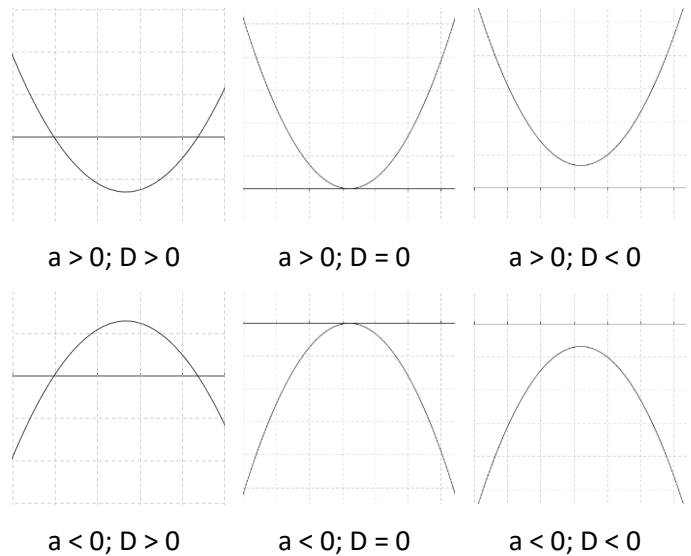 a > 0; D > 0
a > 0; D = 0
a > 0; D < 0
a < 0; D > 0
a < 0; D = 0
a < 0; D < 0